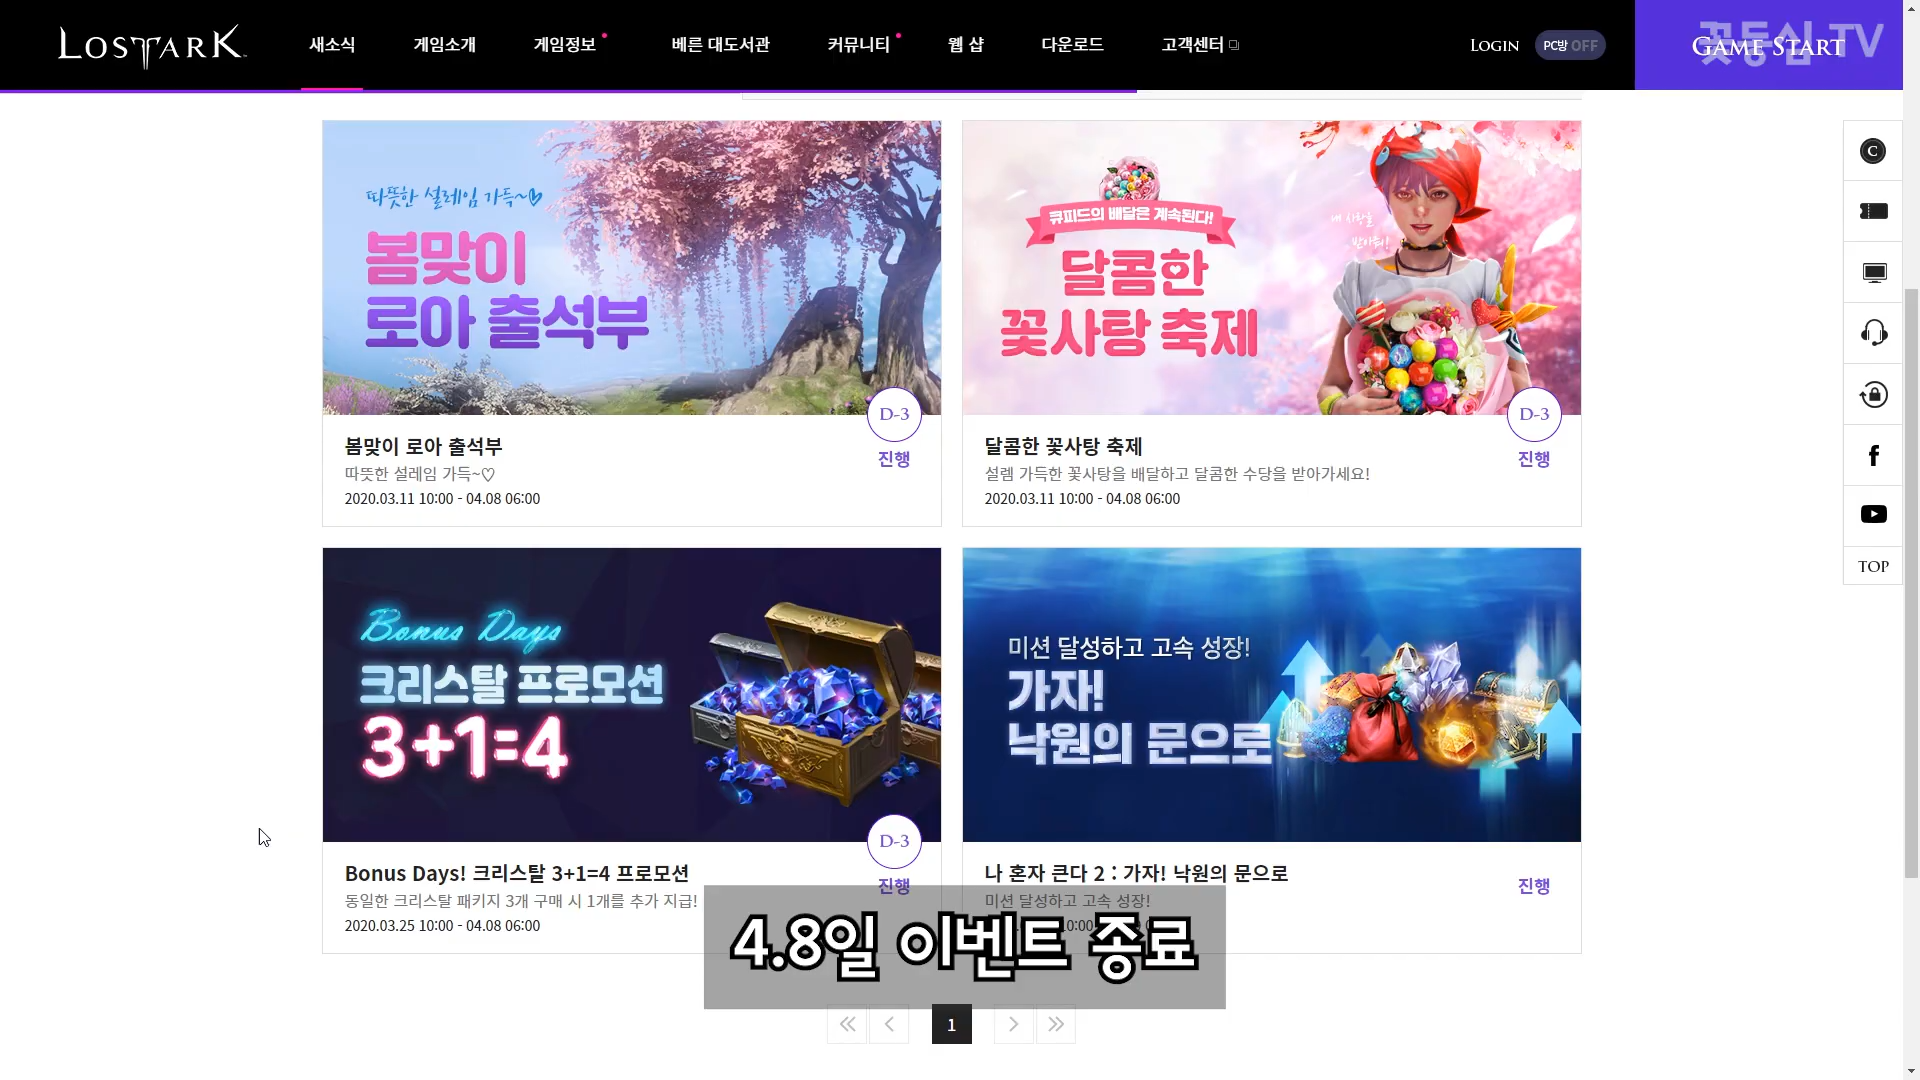 LOSTARK
새소식 게임소개 게임정보 베른 대도서관 커뮤니티 웹 샵 다운로드 고객센터
LOGIN PC방 OFF
GAME START
꽃등심 TV
따뜻한 설레임 가득~♡
봄맞이
로아 출석부
D-3
봄맞이 로아 출석부
진행
따뜻한 설레임 가득~♡
2020.03.11 10:00 - 04.08 06:00
큐피드의 배달은 계속된다!
달콤한
꽃사탕 축제
내 사탕을
받아줘!
D-3
달콤한 꽃사탕 축제
진행
설렘 가득한 꽃사탕을 배달하고 달콤한 수당을 받아가세요!
2020.03.11 10:00 - 04.08 06:00
Bonus Days
크리스탈 프로모션
3+1=4
D-3
Bonus Days! 크리스탈 3+1=4 프로모션
진행
동일한 크리스탈 패키지 3개 구매 시 1개를 추가 지급!
2020.03.25 10:00 - 04.08 06:00
미션 달성하고 고속 성장!
가자!
낙원의 문으로
나 혼자 큰다 2 : 가자! 낙원의 문으로
진행
미션 달성하고 고속 성장!
4.8일 이벤트 종료
1
C
TOP